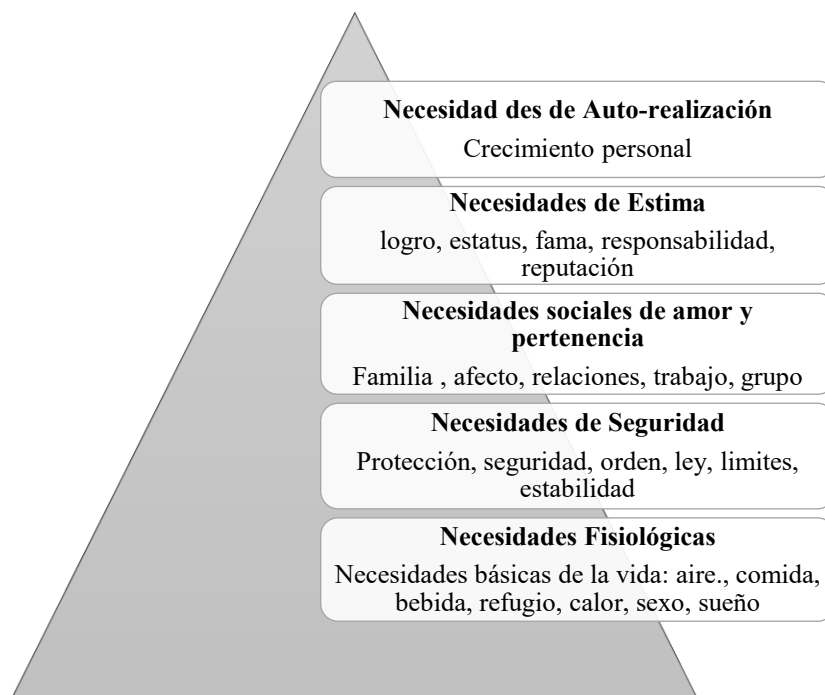 Necesidad des de Auto-realización
Crecimiento personal
Necesidades de Estima
logro, estatus, fama, responsabilidad,
reputación
Necesidades sociales de amor y
pertenencia
Familia , afecto, relaciones, trabajo, grupo
Necesidades de Seguridad
Protección, seguridad, orden, ley, limites,
estabilidad
Necesidades Fisiológicas
Necesidades básicas de la vida: aire., comida,
bebida, refugio, calor, sexo, sueño